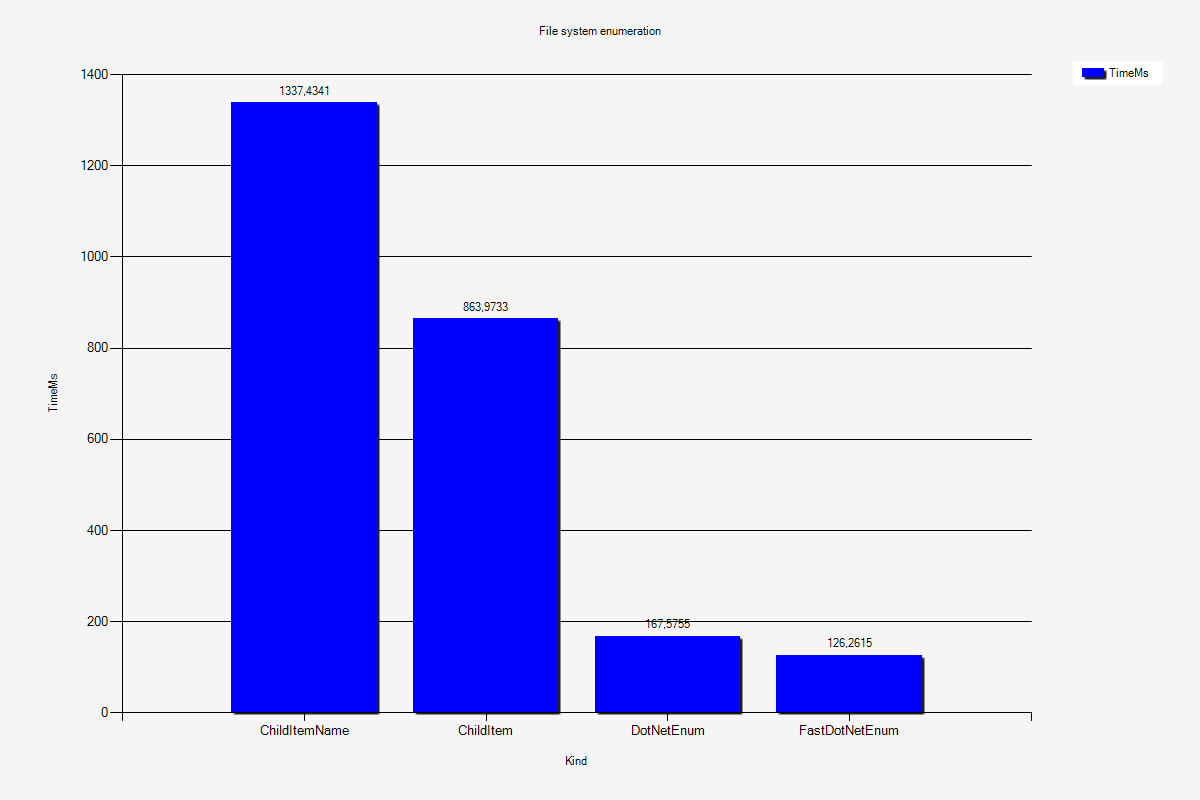 File system enumeration
TimeMs
1400
1200
1000
800
600
400
200
0
TimeMs
1337,4341
863,9733
167,5755
126,2615
ChildItemName
ChildItem
DotNetEnum
FastDotNetEnum
Kind